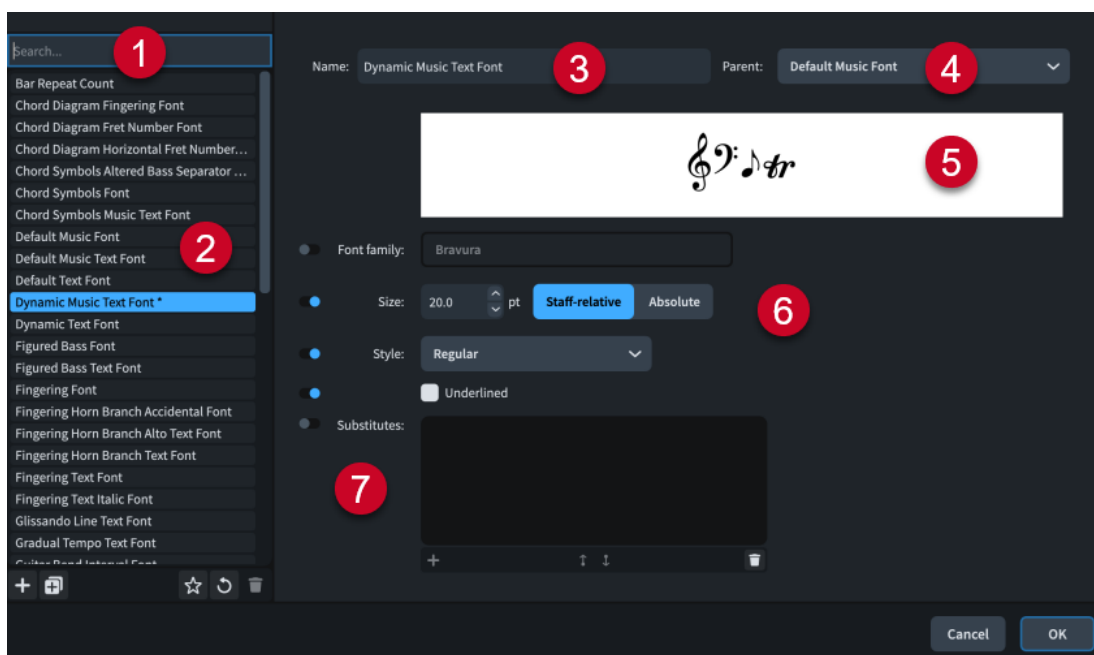 Search...
1
Bar Repeat Count
Chord Diagram Fingering Font
Chord Diagram Fret Number Font
Chord Diagram Horizontal Fret Number...
Chord Symbols Altered Bass Separator ...
Chord Symbols Font
Chord Symbols Music Text Font
Default Music Font
2
Default Music Text Font
Default Text Font
Dynamic Music Text Font *
Dynamic Text Font
Figured Bass Font
Figured Bass Text Font
Fingering Font
Fingering Horn Branch Accidental Font
Fingering Horn Branch Alto Text Font
Fingering Horn Branch Text Font
Fingering Text Font
Fingering Text Italic Font
Glissando Line Text Font
Gradual Tempo Text Font
Guitar Bend Interval Font
Name: Dynamic Music Text Font 3 Parent: Default Music Font 4
tr 5
Font family: Bravura
Size: 20.0 pt Staff-relative Absolute 6
Style: Regular
Underlined
Substitutes:
7
Cancel OK